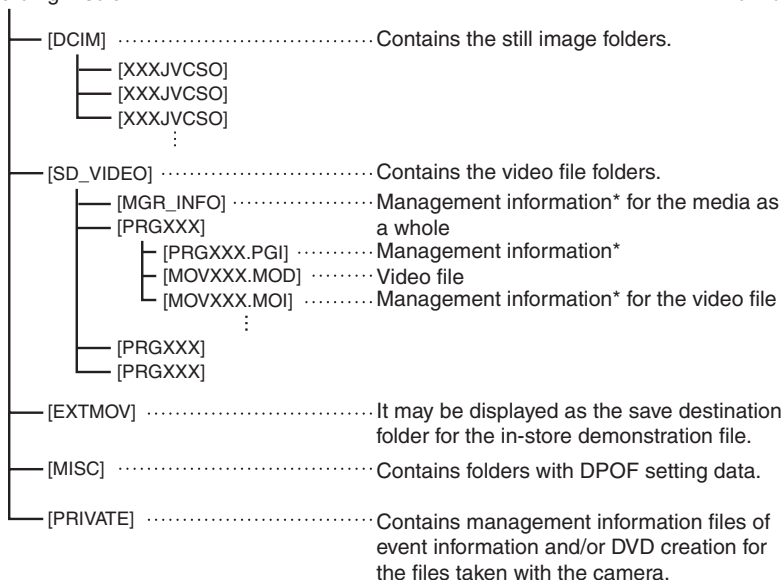 [DCIM] Contains the still image folders.
[XXXJVCSO]
[XXXJVCSO]
[XXXJVCSO]
[SD_VIDEO] Contains the video file folders.
[MGR_INFO] Management information* for the media as
[PRGXXX] a whole
[PRGXXX.PGI] Management information*
[MOVXXX.MOD] Video file
[MOVXXX.MOI] Management information* for the video file
[PRGXXX]
[PRGXXX]
[EXTMOV] It may be displayed as the save destination
folder for the in-store demonstration file.
[MISC] Contains folders with DPOF setting data.
[PRIVATE] Contains management information files of
event information and/or DVD creation for
the files taken with the camera.